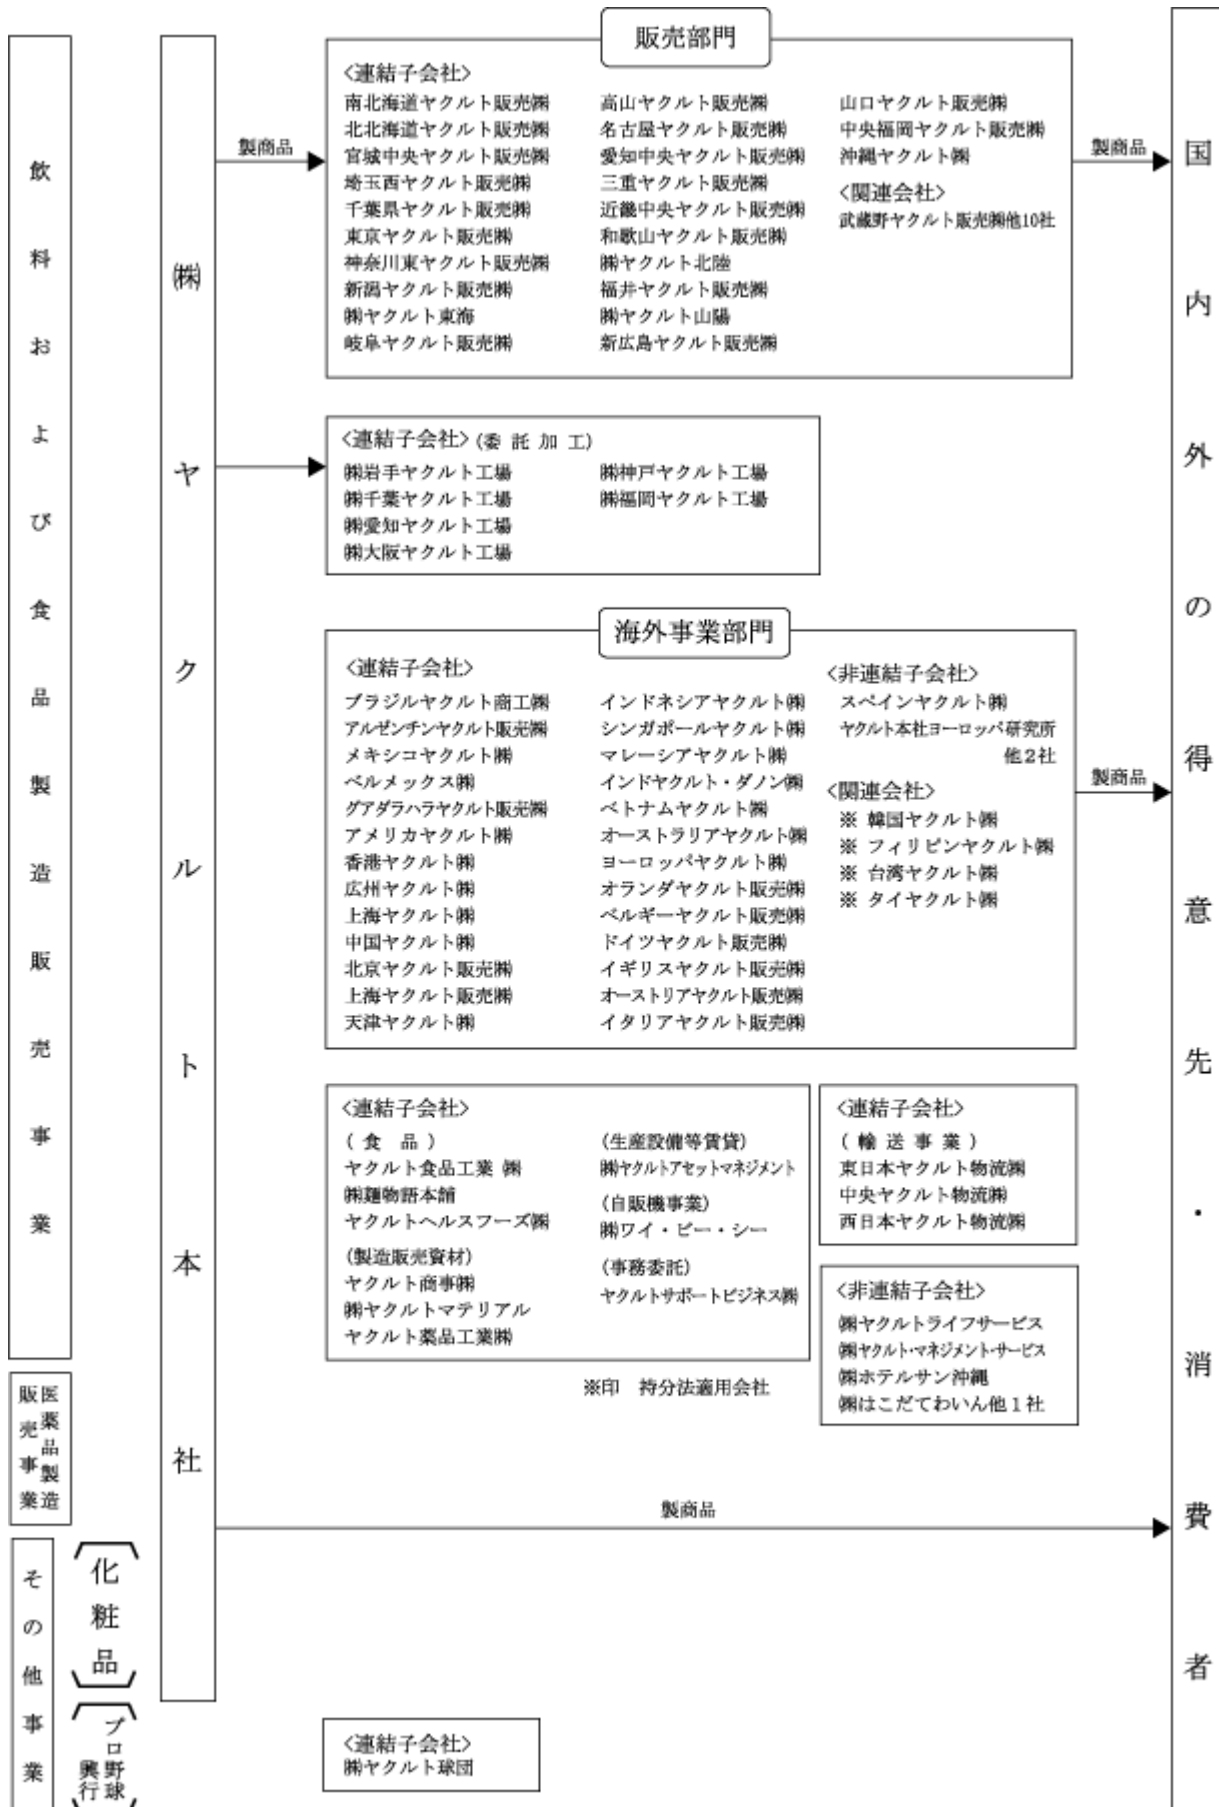 飲料および食品製造販売事業
医薬品製造
販売事業
その他事業
化粧品
プロ野球
興行
㈱ヤクルト本社
製商品
販売部門
<連結子会社>
南北海道ヤクルト販売㈱
北北海道ヤクルト販売㈱
宮城中央ヤクルト販売㈱
埼玉西ヤクルト販売㈱
千葉県ヤクルト販売㈱
東京ヤクルト販売㈱
神奈川東ヤクルト販売㈱
新潟ヤクルト販売㈱
㈱ヤクルト東海
岐阜ヤクルト販売㈱
高山ヤクルト販売㈱
名古屋ヤクルト販売㈱
愛知中央ヤクルト販売㈱
三重ヤクルト販売㈱
近畿中央ヤクルト販売㈱
和歌山ヤクルト販売㈱
㈱ヤクルト北陸
福井ヤクルト販売㈱
㈱ヤクルト山陽
新広島ヤクルト販売㈱
山口ヤクルト販売㈱
中央福岡ヤクルト販売㈱
沖縄ヤクルト㈱
<関連会社>
武蔵野ヤクルト販売㈱他10社
製商品
<連結子会社> (委託加工)
㈱岩手ヤクルト工場
㈱千葉ヤクルト工場
㈱愛知ヤクルト工場
㈱大阪ヤクルト工場
㈱神戸ヤクルト工場
㈱福岡ヤクルト工場
海外事業部門
<連結子会社>
ブラジルヤクルト商工㈱
アルゼンチンヤクルト販売㈱
メキシコヤクルト㈱
ベルメックス㈱
グアダラハラヤクルト販売㈱
アメリカヤクルト㈱
香港ヤクルト㈱
広州ヤクルト㈱
上海ヤクルト㈱
中国ヤクルト㈱
北京ヤクルト販売㈱
上海ヤクルト販売㈱
天津ヤクルト㈱
インドネシアヤクルト㈱
シンガポールヤクルト㈱
マレーシアヤクルト㈱
インドヤクルト・ダノン㈱
ベトナムヤクルト㈱
オーストラリアヤクルト㈱
ヨーロッパヤクルト㈱
オランダヤクルト販売㈱
ベルギーヤクルト販売㈱
ドイツヤクルト販売㈱
イギリスヤクルト販売㈱
オーストリアヤクルト販売㈱
イタリアヤクルト販売㈱
<非連結子会社>
スペインヤクルト㈱
ヤクルト本社ヨーロッパ研究所
他2社
<関連会社>
※ 韓国ヤクルト㈱
※ フィリピンヤクルト㈱
※ 台湾ヤクルト㈱
※ タイヤクルト㈱
製商品
<連結子会社>
(食品)
ヤクルト食品工業㈱
㈱麺物語本舗
ヤクルトヘルスフーズ㈱
(製造販売資材)
ヤクルト商事㈱
㈱ヤクルトマテリアル
ヤクルト薬品工業㈱
(生産設備等賃貸)
㈱ヤクルトアセットマネジメント
(自販機事業)
㈱ワイ・ビー・シー
(事務委託)
ヤクルトサポートビジネス㈱
<連結子会社>
(輸送事業)
東日本ヤクルト物流㈱
中央ヤクルト物流㈱
西日本ヤクルト物流㈱
<非連結子会社>
㈱ヤクルトライフサービス
㈱ヤクルト・マネジメント・サービス
㈱ホテルサン沖縄
㈱はこだてわいん他1社
※印 持分法適用会社
製商品
<連結子会社>
㈱ヤクルト球団
国内外の得意先・消費者